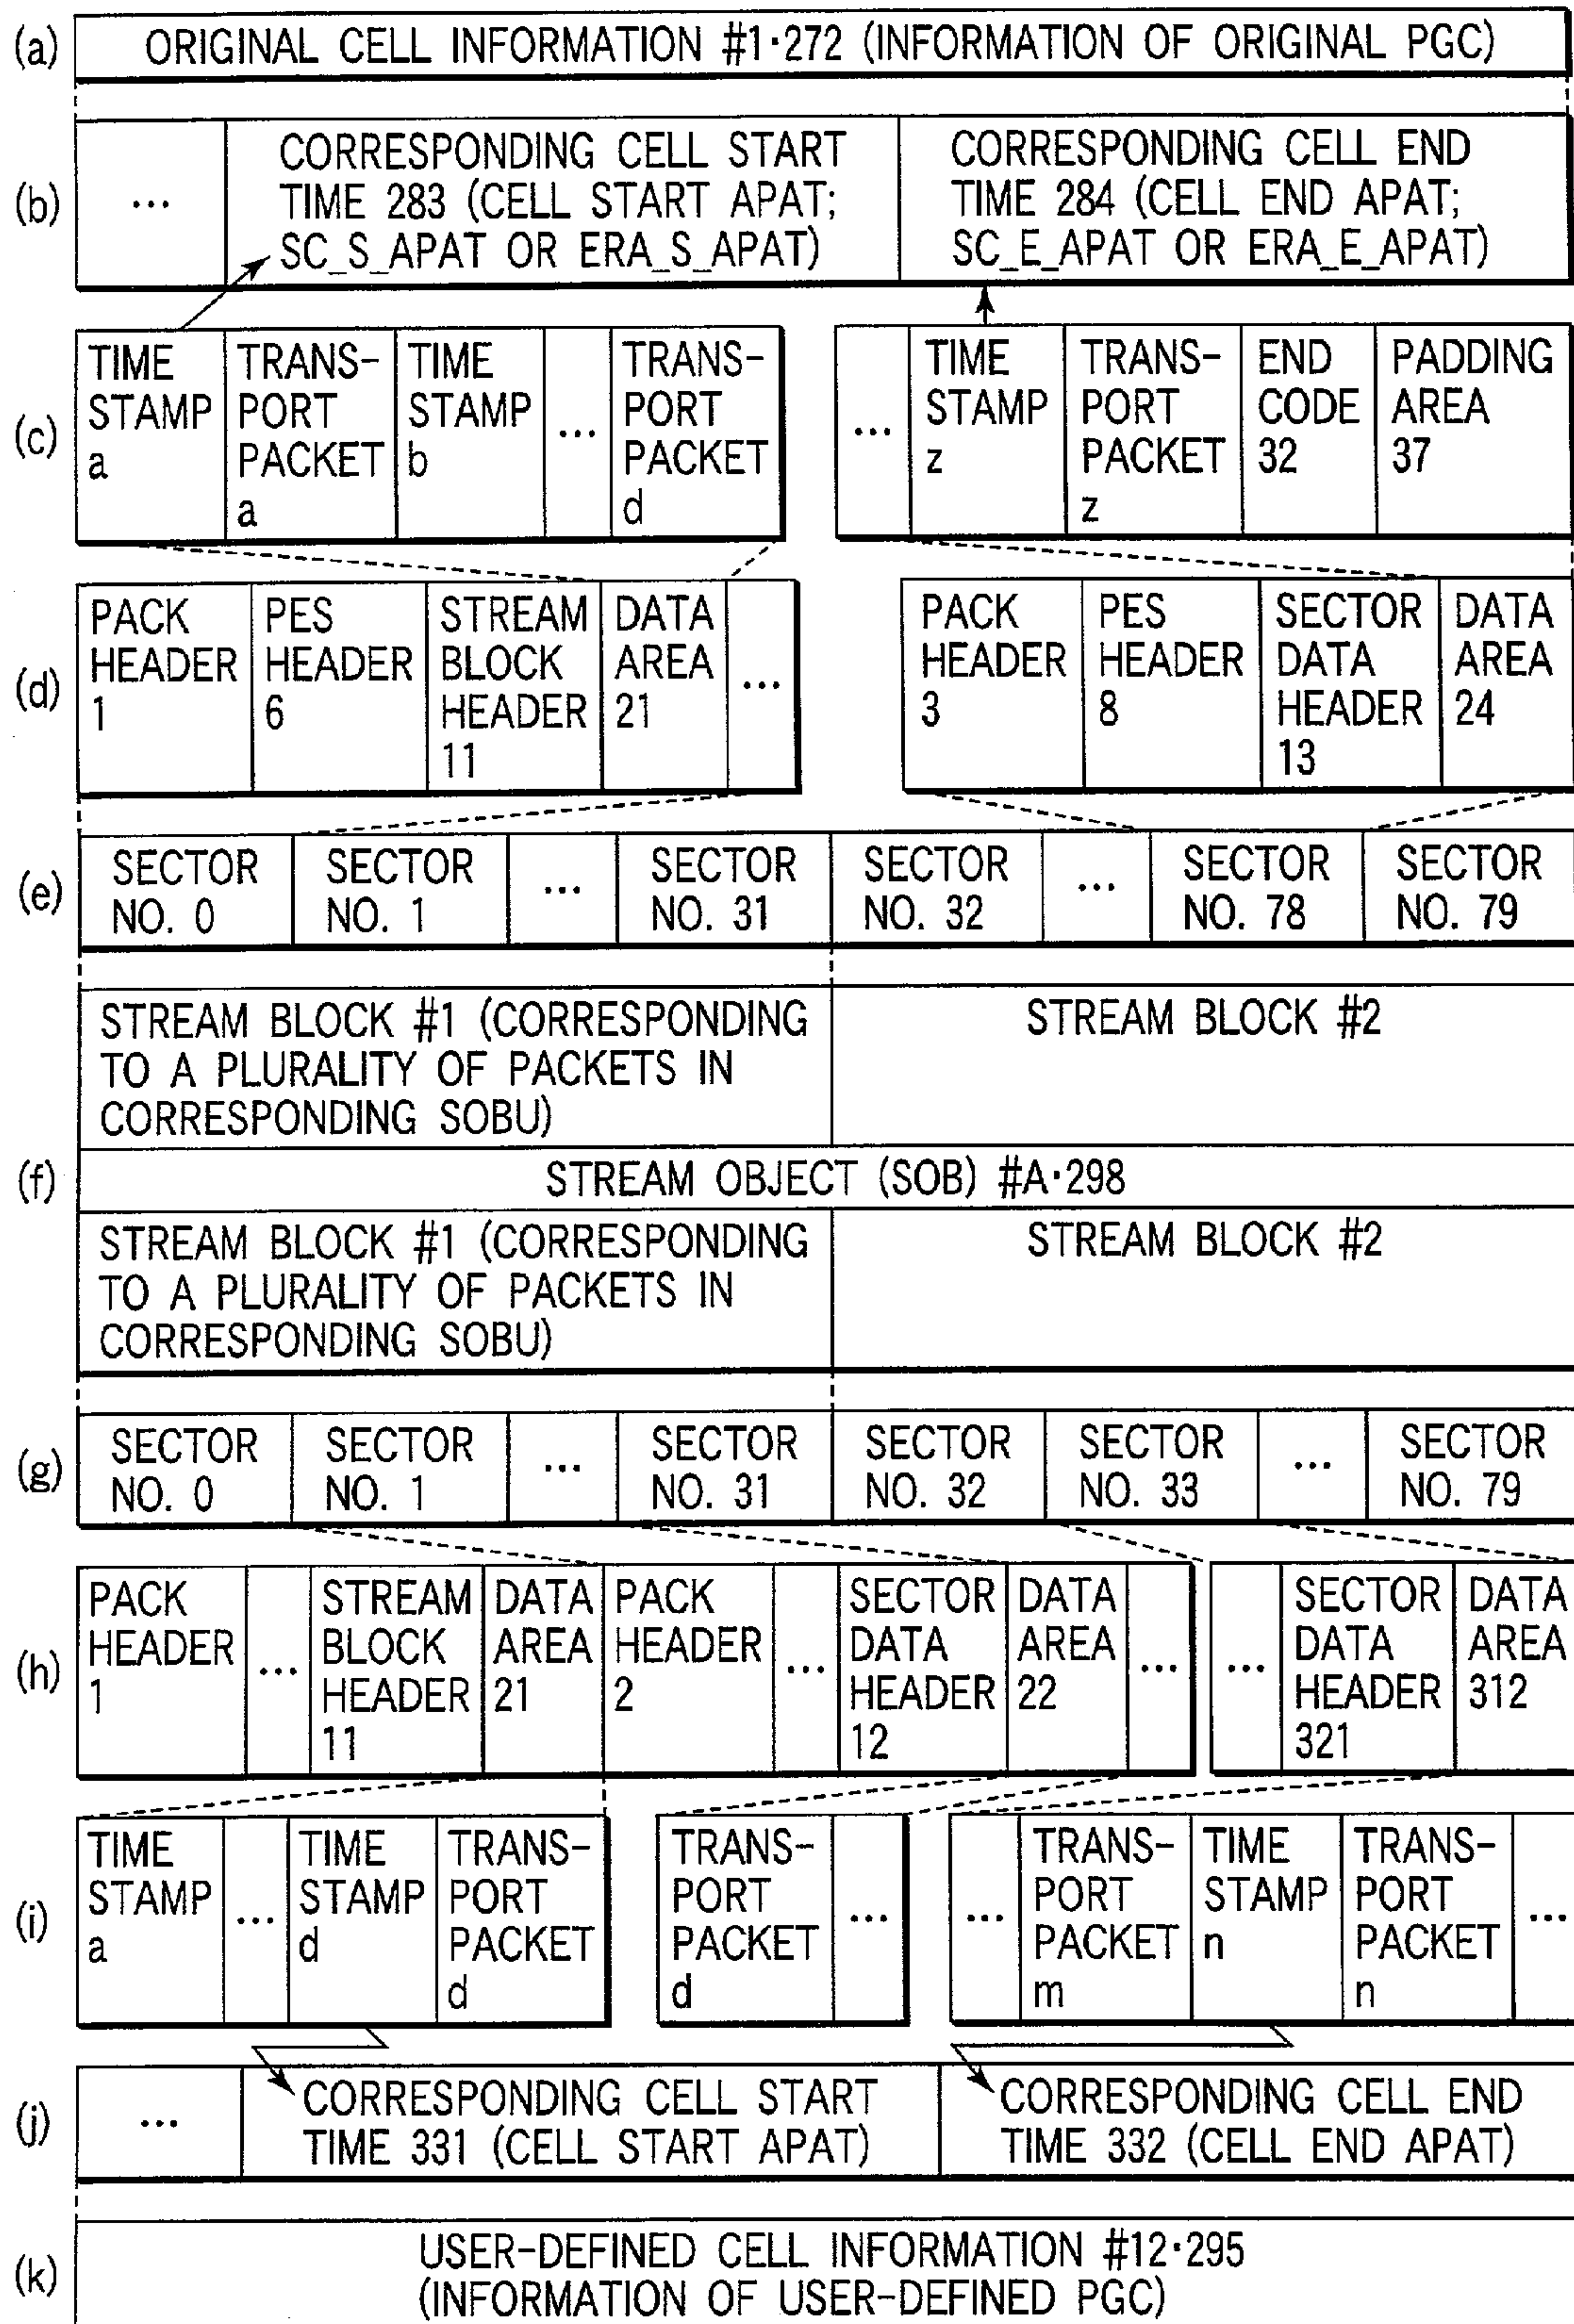 (a) ORIGINAL CELL INFORMATION #1·272 (INFORMATION OF ORIGINAL PGC)
(b)
...
CORRESPONDING CELL START
TIME 283 (CELL START APAT;
SC_S_APAT OR ERA_S_APAT)
CORRESPONDING CELL END
TIME 284 (CELL END APAT;
SC_E_APAT OR ERA_E_APAT)
(c)
TIME
STAMP
a
TRANS-
PORT
PACKET
a
TIME
STAMP
b
...
TRANS-
PORT
PACKET
d
...
TIME
STAMP
z
TRANS-
PORT
PACKET
z
END
CODE
32
PADDING
AREA
37
(d)
PACK
HEADER
1
PES
HEADER
6
STREAM
BLOCK
HEADER
11
DATA
AREA
21
...
PACK
HEADER
3
PES
HEADER
8
SECTOR
DATA
HEADER
13
DATA
AREA
24
(e)
SECTOR
NO. 0
SECTOR
NO. 1
...
SECTOR
NO. 31
SECTOR
NO. 32
...
SECTOR
NO. 78
SECTOR
NO. 79
STREAM BLOCK #1 (CORRESPONDING
TO A PLURALITY OF PACKETS IN
CORRESPONDING SOBU)
STREAM BLOCK #2
(f) STREAM OBJECT (SOB) #A·298
STREAM BLOCK #1 (CORRESPONDING
TO A PLURALITY OF PACKETS IN
CORRESPONDING SOBU)
STREAM BLOCK #2
(g)
SECTOR
NO. 0
SECTOR
NO. 1
...
SECTOR
NO. 31
SECTOR
NO. 32
SECTOR
NO. 33
...
SECTOR
NO. 79
(h)
PACK
HEADER
1
...
STREAM
BLOCK
HEADER
11
DATA
AREA
21
PACK
HEADER
2
...
SECTOR
DATA
HEADER
12
DATA
AREA
22
...
...
SECTOR
DATA
HEADER
321
DATA
AREA
312
(i)
TIME
STAMP
a
...
TIME
STAMP
d
TRANS-
PORT
PACKET
d
TRANS-
PORT
PACKET
d
...
...
TRANS-
PORT
PACKET
m
TIME
STAMP
n
TRANS-
PORT
PACKET
n
...
(j)
...
CORRESPONDING CELL START
TIME 331 (CELL START APAT)
CORRESPONDING CELL END
TIME 332 (CELL END APAT)
(k)
USER-DEFINED CELL INFORMATION #12·295
(INFORMATION OF USER-DEFINED PGC)